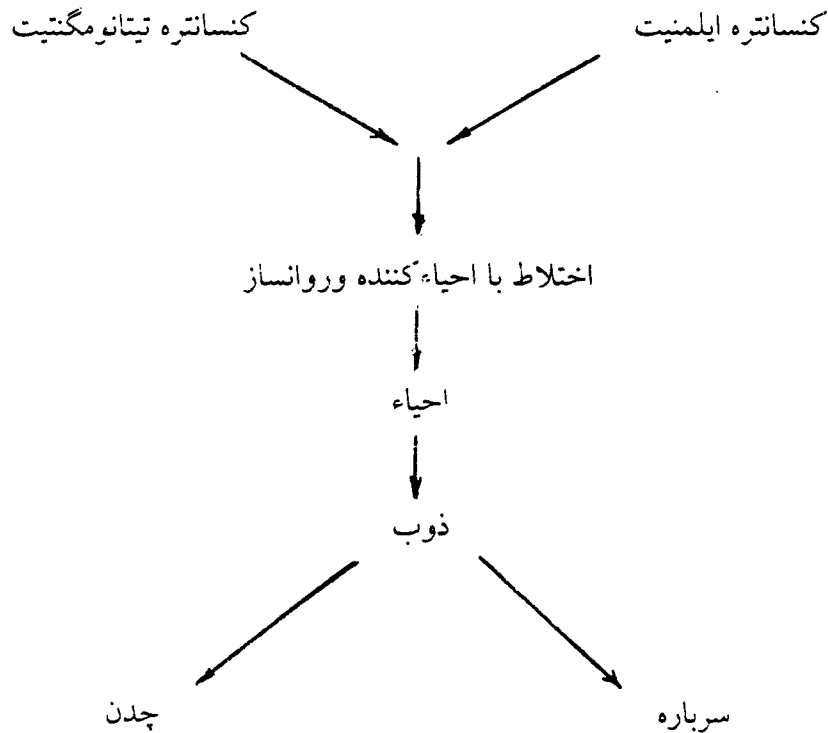 کنسانتره ایلمنیت
کنسانتره تیتانومگنتیت
اختلاط با احیاءکننده وروانساز
احیاء
ذوب
سرباره
چدن